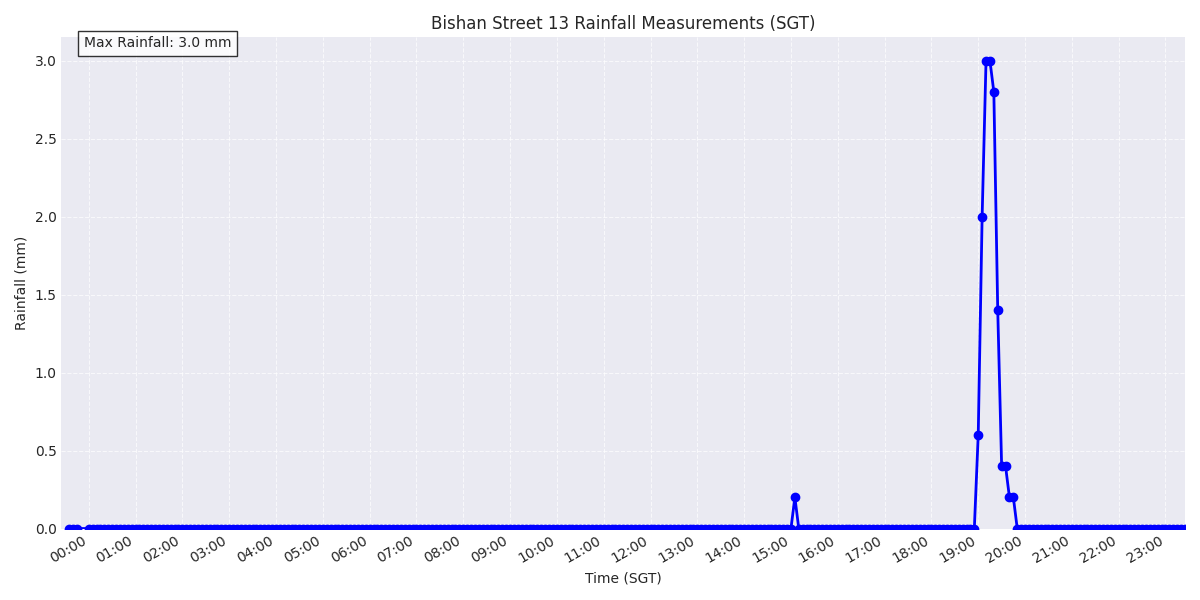 Bishan Street 13 Rainfall Measurements (SGT)
Max Rainfall: 3.0 mm
3.0
2.5
2.0
1.5
1.0
0.5
0.0
Rainfall (mm)
00:00 01:00 02:00 03:00 04:00 05:00 06:00 07:00 08:00 09:00 10:00 11:00 12:00 13:00 14:00 15:00 16:00 17:00 18:00 19:00 20:00 21:00 22:00 23:00
Time (SGT)